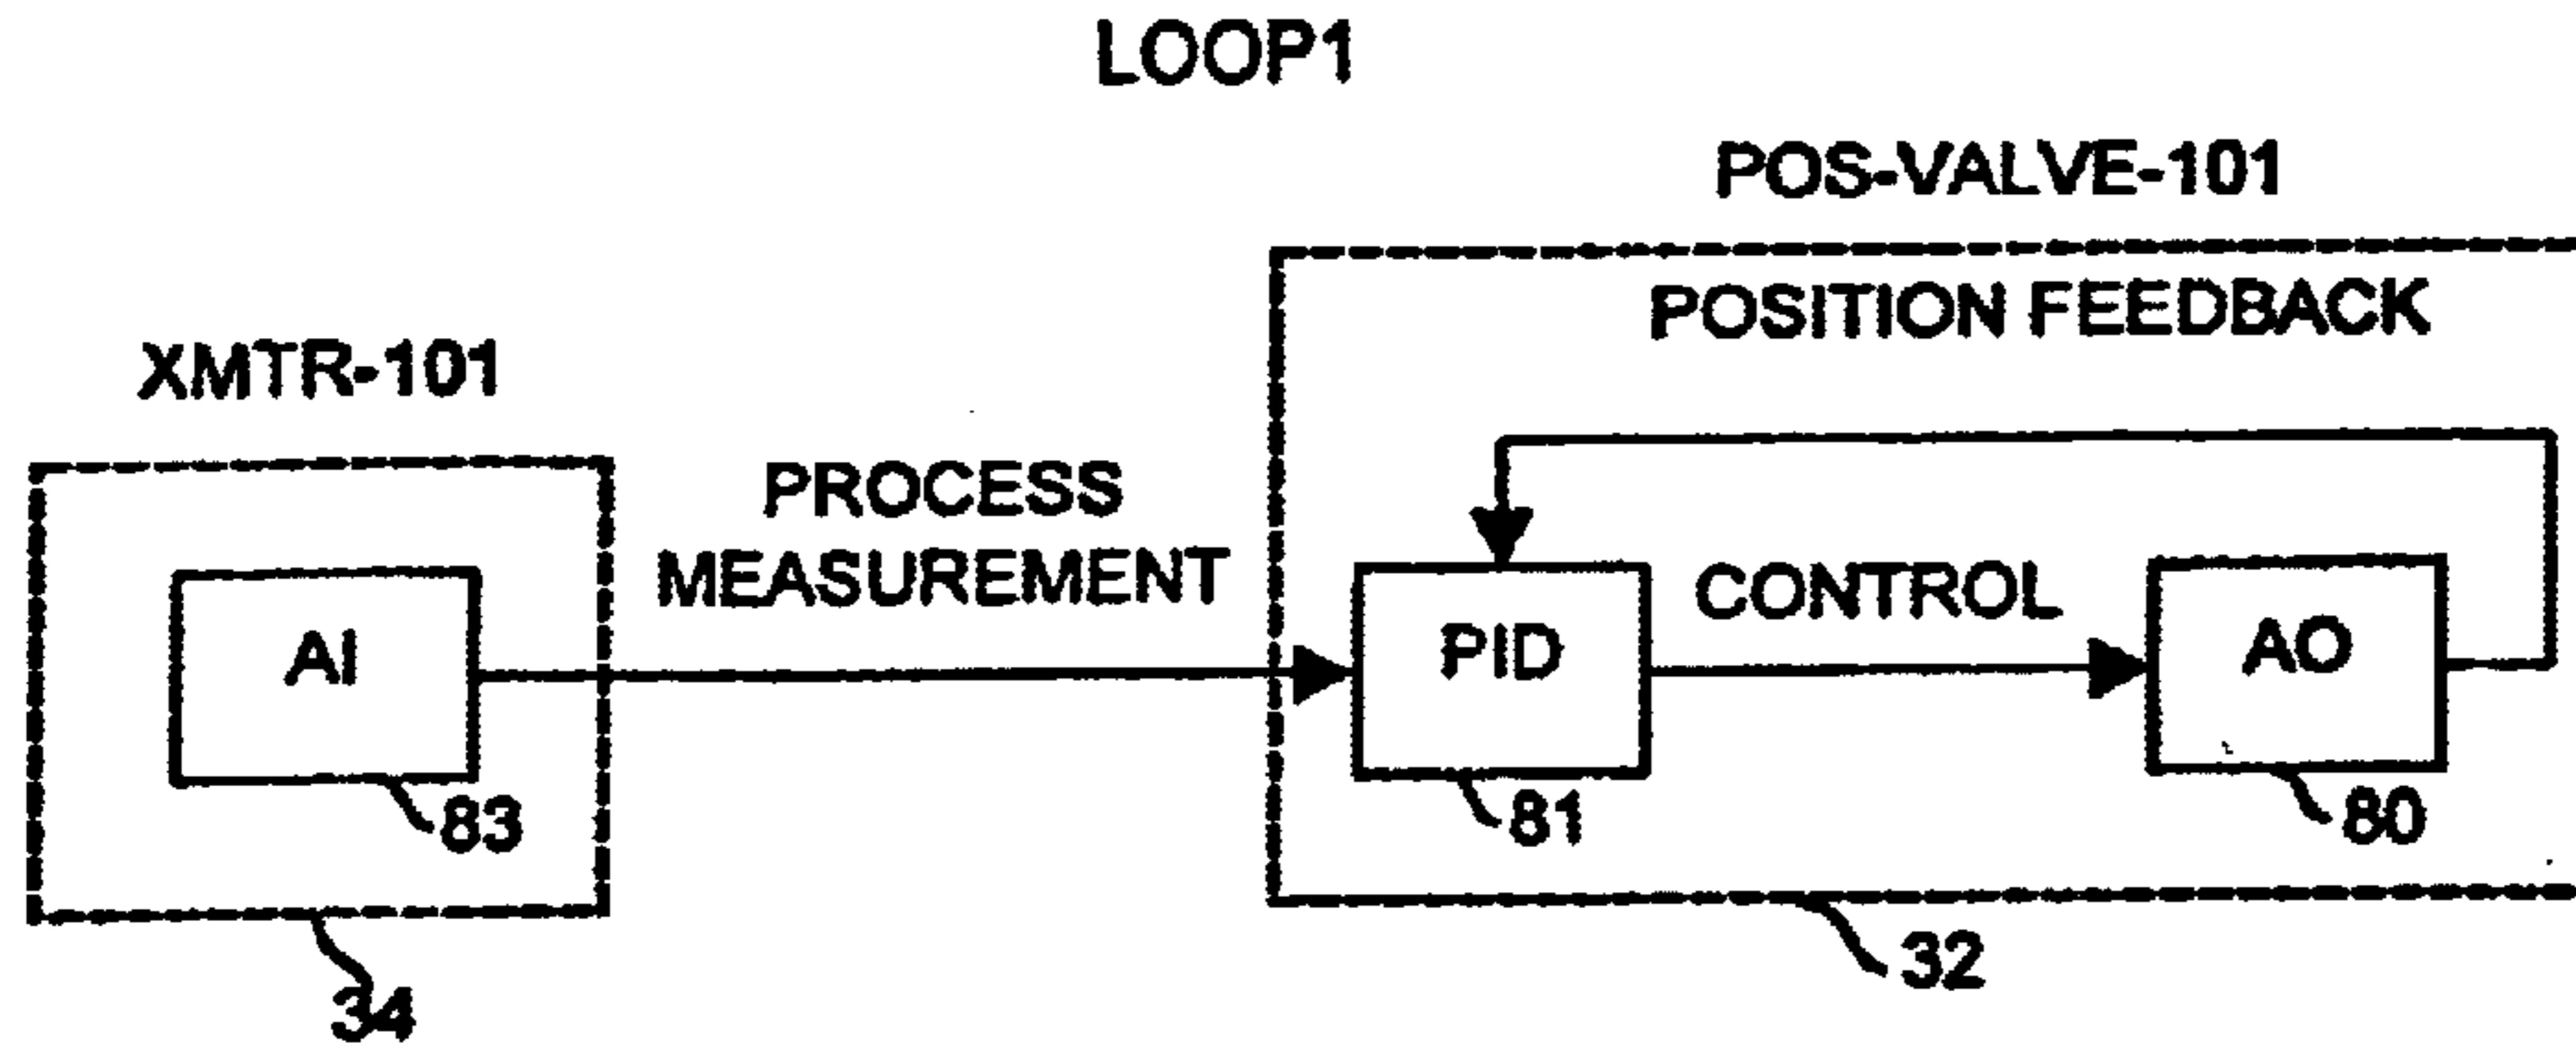 LOOP1
POS-VALVE-101
POSITION FEEDBACK
XMTR-101
PROCESS
MEASUREMENT
CONTROL
AI
PID
AO
83
81
80
34
32